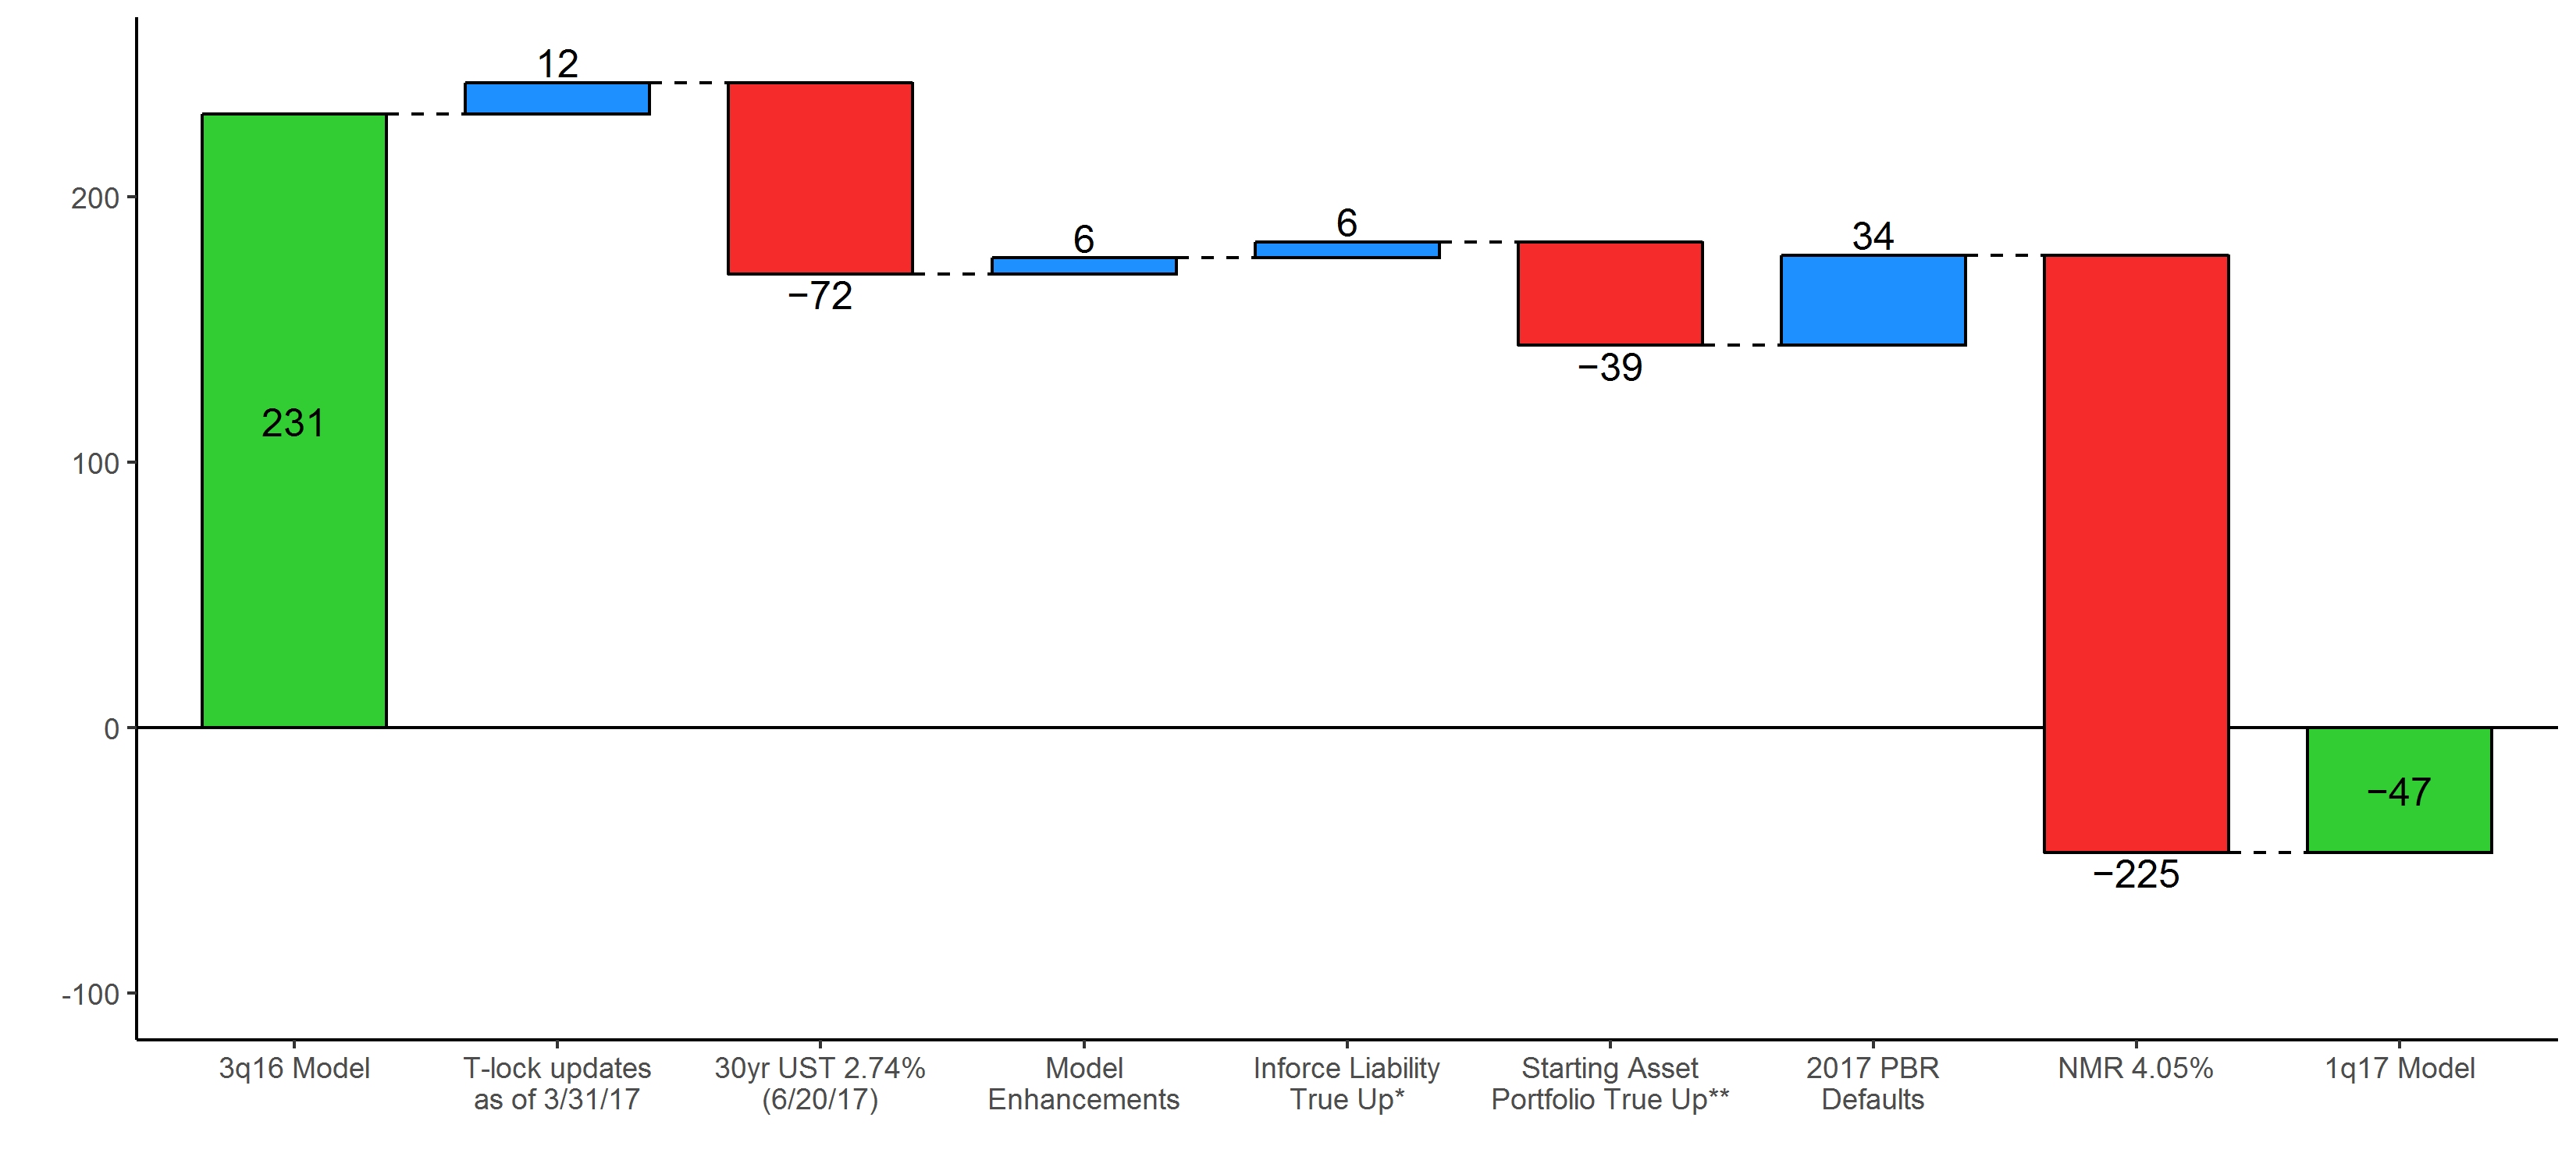 12
200
6
6
34
−72
−39
231
100
0
−47
−225
-100
3q16 Model
T-lock updates
as of 3/31/17
30yr UST 2.74%
(6/20/17)
Model
Enhancements
Inforce Liability
True Up*
Starting Asset
Portfolio True Up**
2017 PBR
Defaults
NMR 4.05%
1q17 Model